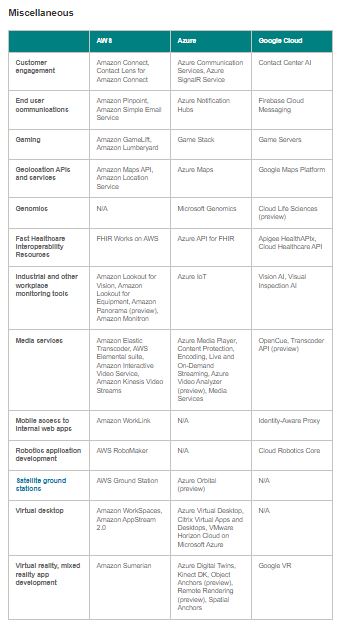 Miscellaneous
AWS Azure Google Cloud
Customer engagement
Amazon Connect, Contact Lens for Amazon Connect
Azure Communication Services, Azure SignalR Service
Contact Center AI
End user communications
Amazon Pinpoint, Amazon Simple Email Service
Azure Notification Hubs
Firebase Cloud Messaging
Gaming
Amazon GameLift, Amazon Lumberyard
Game Stack
Game Servers
Geolocation APIs and services
Amazon Maps API, Amazon Location Service
Azure Maps
Google Maps Platform
Genomics
N/A
Microsoft Genomics
Cloud Life Sciences (preview)
Fast Healthcare Interoperability Resources
FHIR Works on AWS
Azure API for FHIR
Apigee HealthAPIx, Cloud Healthcare API
Industrial and other workplace monitoring tools
Amazon Lookout for Vision, Amazon Lookout for Equipment, Amazon Panorama (preview), Amazon Monitron
Azure IoT
Vision AI, Visual Inspection AI
Media services
Amazon Elastic Transcoder, AWS Elemental suite, Amazon Interactive Video Service, Amazon Kinesis Video Streams
Azure Media Player, Content Protection, Encoding, Live and On-Demand Streaming, Azure Video Analyzer (preview), Media Services
OpenCue, Transcoder API (preview)
Mobile access to internal web apps
Amazon WorkLink
N/A
Identity-Aware Proxy
Robotics application development
AWS RoboMaker
N/A
Cloud Robotics Core
Satellite ground stations
AWS Ground Station
Azure Orbital (preview)
N/A
Virtual desktop
Amazon WorkSpaces, Amazon AppStream 2.0
Azure Virtual Desktop, Citrix Virtual Apps and Desktops, VMware Horizon Cloud on Microsoft Azure
N/A
Virtual reality, mixed reality app development
Amazon Sumerian
Azure Digital Twins, Kinect DK, Object Anchors (preview), Remote Rendering (preview), Spatial Anchors
Google VR